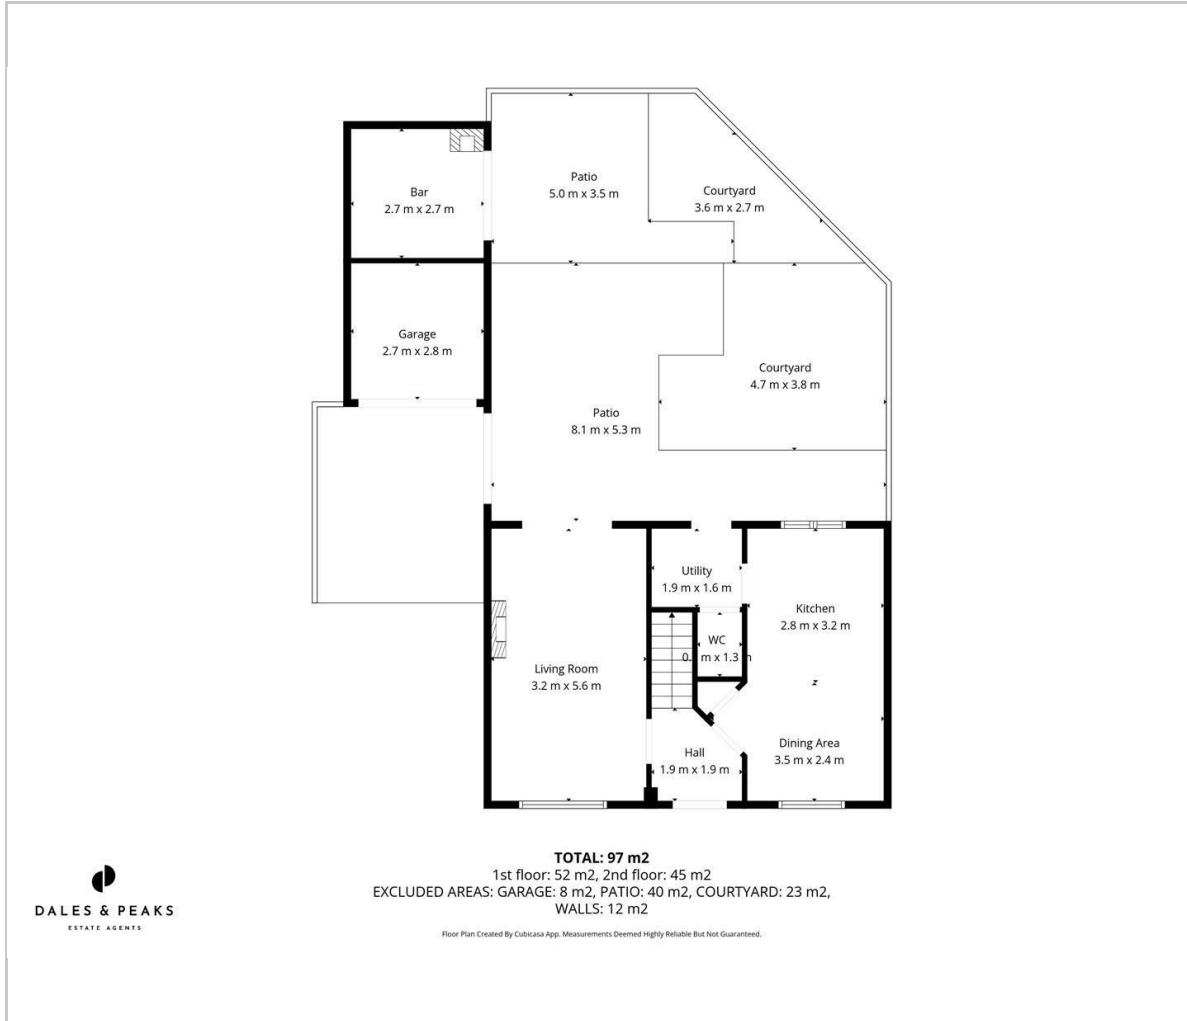 Patio
5.0 m x 3.5 m
Courtyard
3.6 m x 2.7 m
Bar
2.7 m x 2.7 m
Garage
2.7 m x 2.8 m
Courtyard
4.7 m x 3.8 m
Patio
8.1 m x 5.3 m
Utility
1.9 m x 1.6 m
Kitchen
2.8 m x 3.2 m
WC
m x 1.3 m
Living Room
3.2 m x 5.6 m
Hall
1.9 m x 1.9 m
Dining Area
3.5 m x 2.4 m
TOTAL: 97 m2
1st floor: 52 m2, 2nd floor: 45 m2
EXCLUDED AREAS: GARAGE: 8 m2, PATIO: 40 m2, COURTYARD: 23 m2,
WALLS: 12 m2
Floor Plan Created By Cubicasa App. Measurements Deemed Highly Reliable But Not Guaranteed.
DALES & PEAKS
ESTATE AGENTS